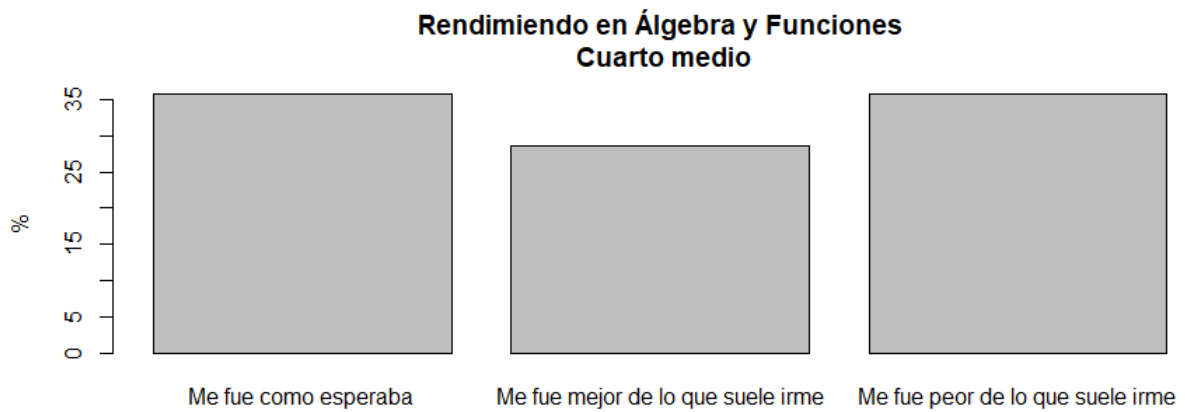 Rendimiendo en Álgebra y Funciones
Cuarto medio
35
25
15
5
0
%
Me fue como esperaba
Me fue mejor de lo que suele irme
Me fue peor de lo que suele irme